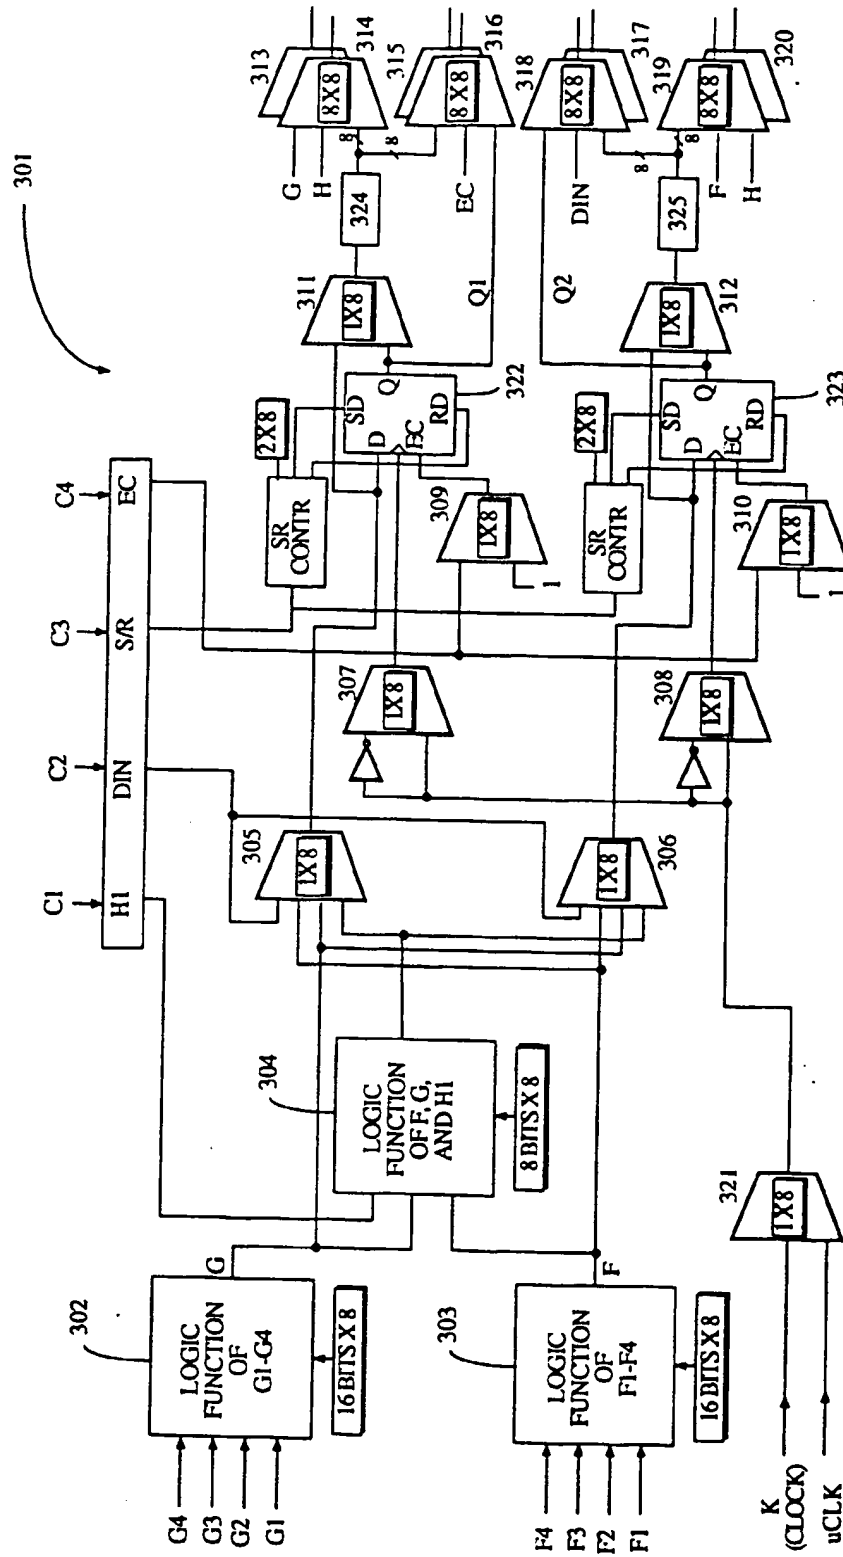 301
C1
C2
C3
C4
H1
DIN
S/R
EC
G4
G3
G2
G1
302
LOGIC
FUNCTION
OF
G1-G4
16 BITS X 8
G
F4
F3
F2
F1
303
LOGIC
FUNCTION
OF
F1-F4
16 BITS X 8
F
K
(CLOCK)
uCLK
321
1X8
304
LOGIC
FUNCTION
OF F, G,
AND H1
8 BITS X 8
305
1X8
306
1X8
307
1X8
308
1X8
SR
CONTR
2X8
309
1X8
1
SR
CONTR
2X8
310
1X8
1
D
SD
EC
Q
RD
322
D
SD
EC
Q
RD
323
311
1X8
Q1
Q2
312
1X8
324
325
G
H
8
8
EC
DIN
8
8
F
H
313
314
8X8
315
316
8X8
318
317
8X8
319
320
8X8